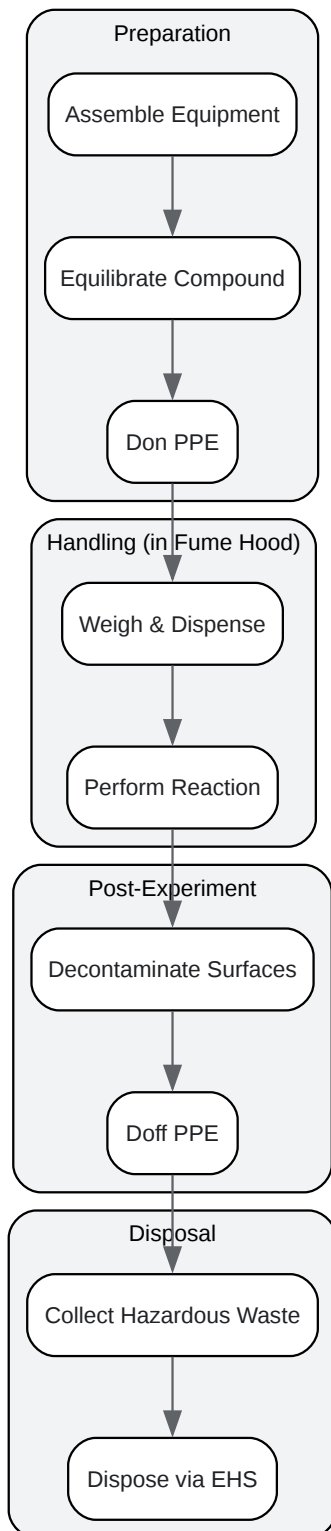 Preparation
Assemble Equipment
Equilibrate Compound
Don PPE
Handling (in Fume Hood)
Weigh & Dispense
Perform Reaction
Post-Experiment
Decontaminate Surfaces
Doff PPE
Disposal
Collect Hazardous Waste
Dispose via EHS